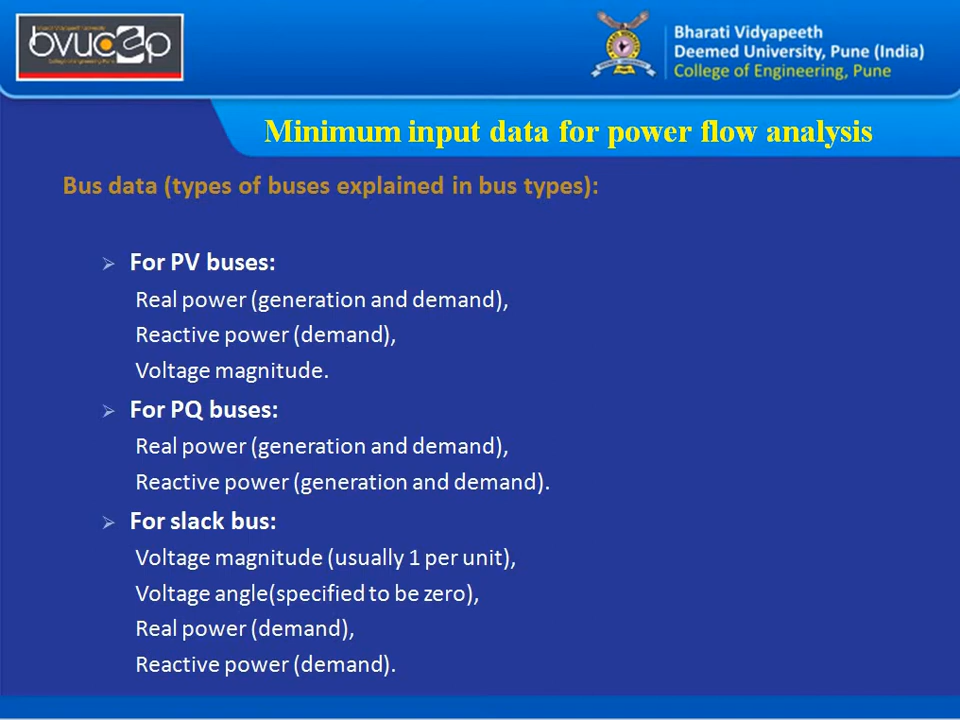 bvucoep
Bharati Vidyapeeth
Deemed University, Pune (India)
College of Engineering, Pune
Minimum input data for power flow analysis
Bus data (types of buses explained in bus types):
For PV buses:
Real power (generation and demand),
Reactive power (demand),
Voltage magnitude.
For PQ buses:
Real power (generation and demand),
Reactive power (generation and demand).
For slack bus:
Voltage magnitude (usually 1 per unit),
Voltage angle(specified to be zero),
Real power (demand),
Reactive power (demand).